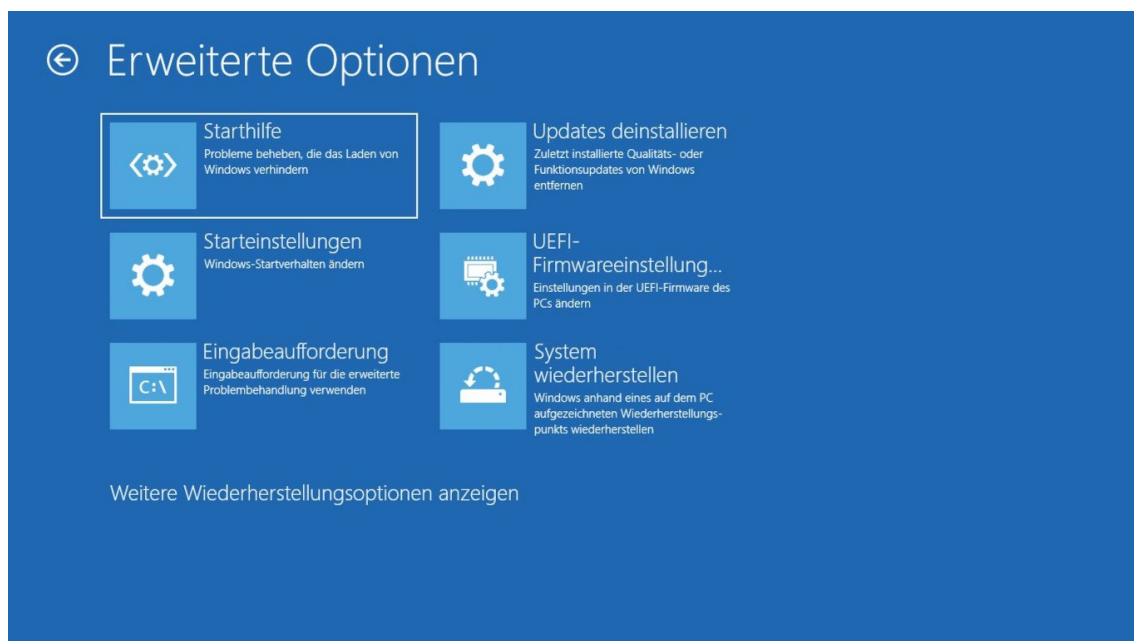 Erweiterte Optionen
Starthilfe
Probleme beheben, die das Laden von
Windows verhindern
Updates deinstallieren
Zuletzt installierte Qualitäts- oder
Funktionsupdates von Windows
entfernen
Starteinstellungen
Windows-Startverhalten ändern
UEFI-
Firmwareeinstellung...
Einstellungen in der UEFI-Firmware des
PCs ändern
C:\
Eingabeaufforderung
Eingabeaufforderung für die erweiterte
Problembehandlung verwenden
System
wiederherstellen
Windows anhand eines auf dem PC
aufgezeichneten Wiederherstellungs-
punkts wiederherstellen
Weitere Wiederherstellungsoptionen anzeigen